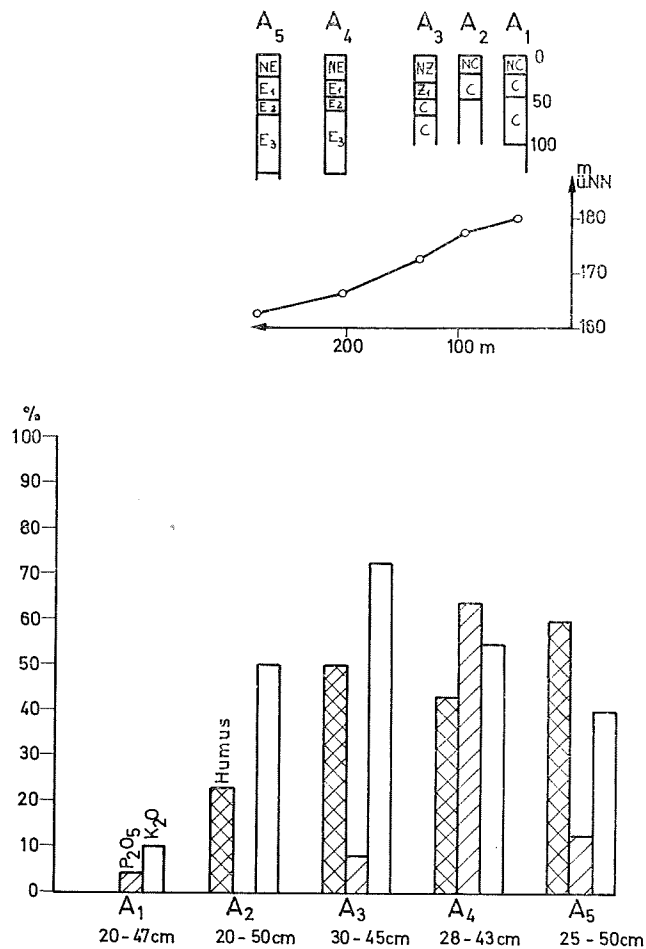 A5 A4 A3 A2 A1
NE NE NZ NC NC 0
E1 E1 Z1 C C
E2 E2 C 50
E3 E3 C C
100
m
üNN
180
170
160
200 100 m
%
100
90
80
70
60
50
40
30
20
10
0
P2O5
K2O
Humus
A1 A2 A3 A4 A5
20-47cm 20-50cm 30-45cm 28-43cm 25-50cm